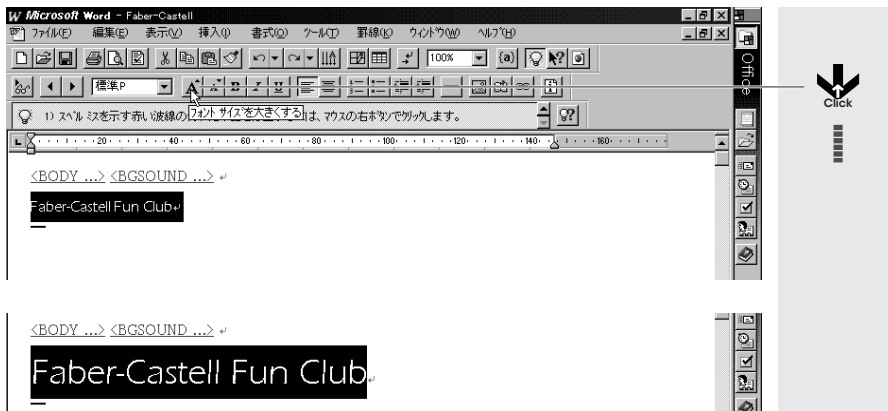 Microsoft Word - Faber-Castell
ファイル(F) 編集(E) 表示(V) 挿入(I) 書式(O) ツール(T) 罫線(K) ウィンドウ(W) ヘルプ(H)
100%
{a}
標準P
フォント サイズを大きくする
1) スペルミスを示す赤い波線の は、マウスの右ボタンでクリックします。
20 40 60 80 100 120 140 160
<BODY ...> <BGSOUND ...>
Faber-Castell Fun Club
Office
Click
<BODY ...> <BGSOUND ...>
Faber-Castell Fun Club